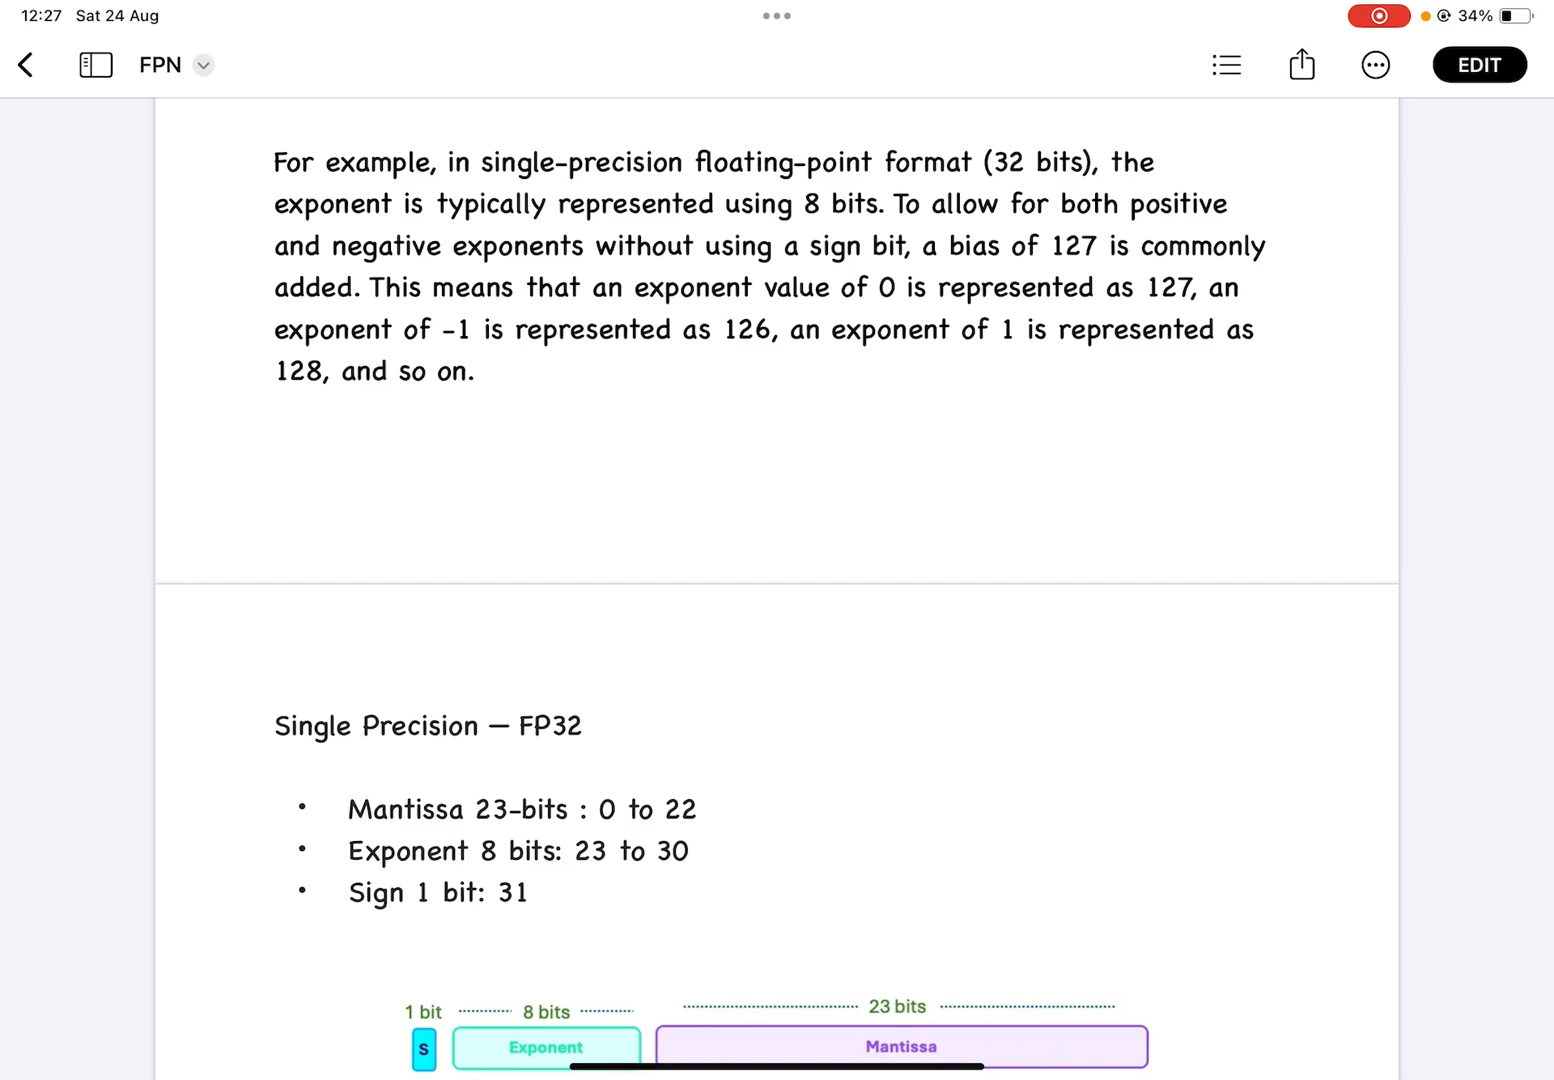 12:27 Sat 24 Aug
34%
FPN
EDIT
For example, in single-precision floating-point format (32 bits), the
exponent is typically represented using 8 bits. To allow for both positive
and negative exponents without using a sign bit, a bias of 127 is commonly
added. This means that an exponent value of 0 is represented as 127, an
exponent of -1 is represented as 126, an exponent of 1 is represented as
128, and so on.
Single Precision — FP32
• Mantissa 23-bits : 0 to 22
• Exponent 8 bits: 23 to 30
• Sign 1 bit: 31
1 bit 8 bits 23 bits
S Exponent Mantissa